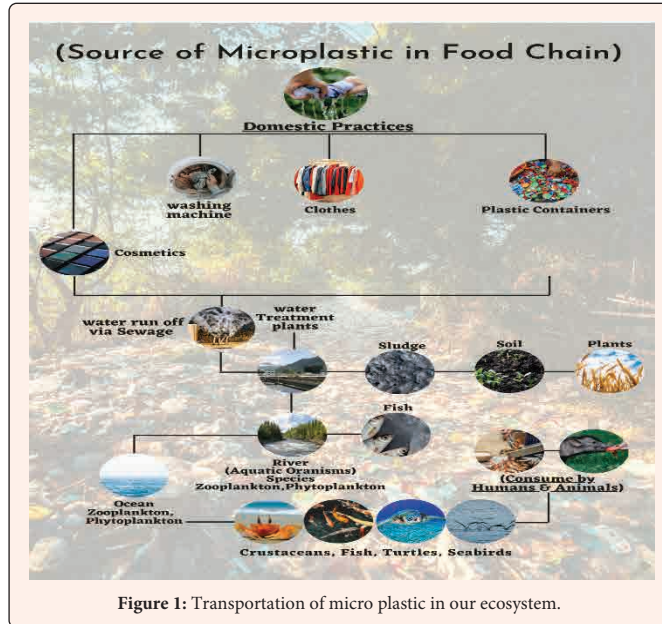 (Source of Microplastic in Food Chain)
Domestic Practices
washing
machine
Clothes
Plastic Containers
Cosmetics
water run off
via Sewage
water
Treatment
plants
Sludge
Soil
Plants
Fish
River
(Aquatic Oranisms)
Species
Zooplankton,Phytoplankton
(Consume by
Humans & Animals)
Ocean
Zooplankton,
Phytoplankton
Crustaceans, Fish, Turtles, Seabirds
Figure 1: Transportation of micro plastic in our ecosystem.